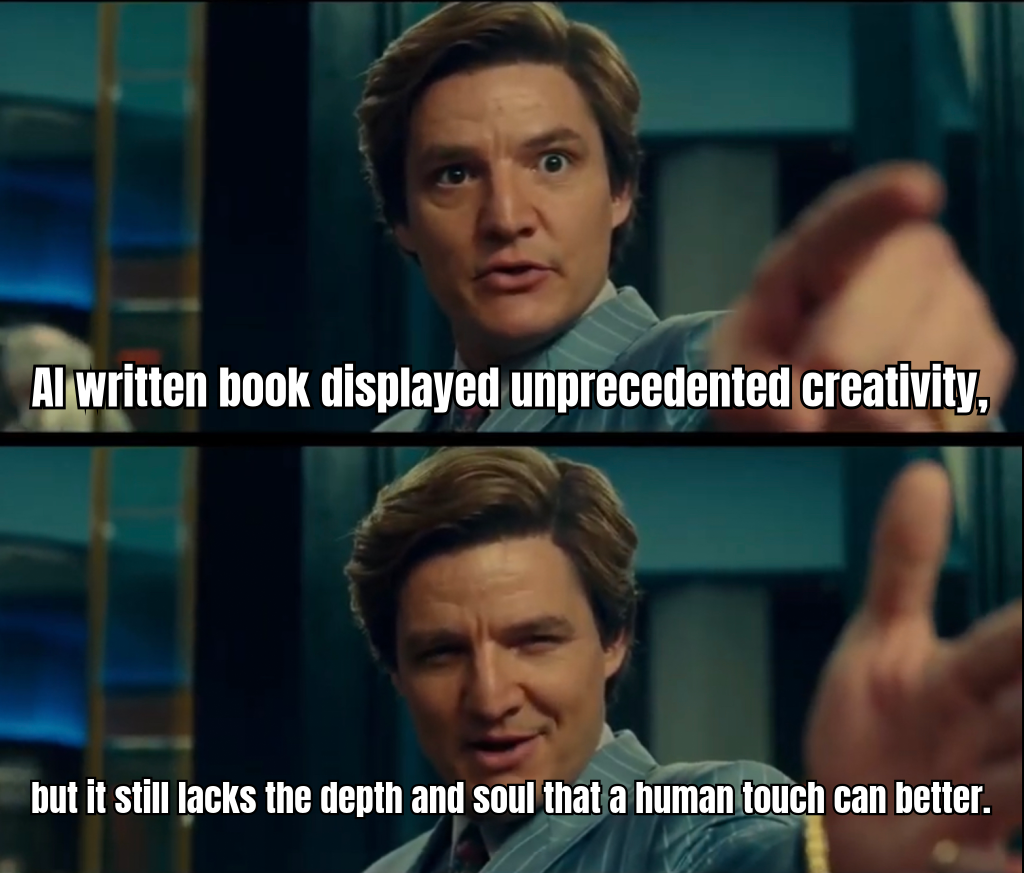 AI written book displayed unprecedented creativity,
but it still lacks the depth and soul that a human touch can better.